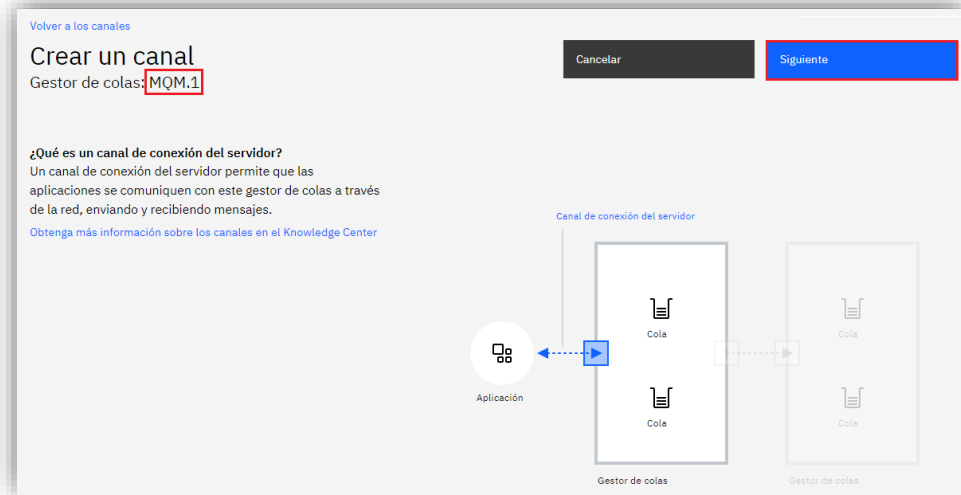 Volver a los canales
Crear un canal
Gestor de colas: MQM.1
Cancelar
Siguiente
¿Qué es un canal de conexión del servidor?
Un canal de conexión del servidor permite que las
aplicaciones se comuniquen con este gestor de colas a través
de la red, enviando y recibiendo mensajes.
Obtenga más información sobre los canales en el Knowledge Center
Canal de conexión del servidor
Cola
Cola
Aplicación
Cola
Cola
Gestor de colas
Gestor de colas